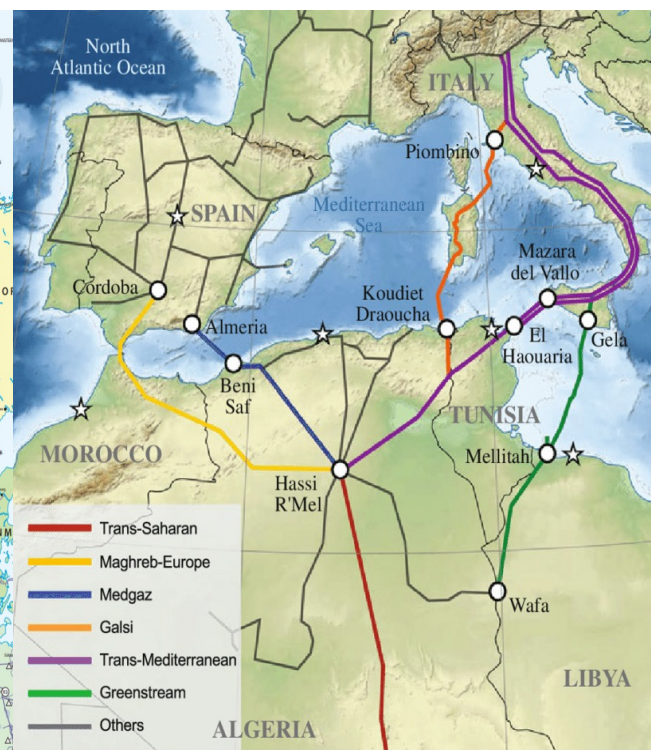 North
Atlantic Ocean
ITALY
Piombino
SPAIN
Mediterranean
Sea
Mazara
del Vallo
Córdoba
Koudiet
Draoucha
Almeria
El
Haouaria
Gela
Beni
Saf
TUNISIA
MOROCCO
Mellitah
Hassi
R'Mel
Trans-Saharan
Maghreb-Europe
Medgaz
Wafa
Galsi
Trans-Mediterranean
LIBYA
Greenstream
Others
ALGERIA